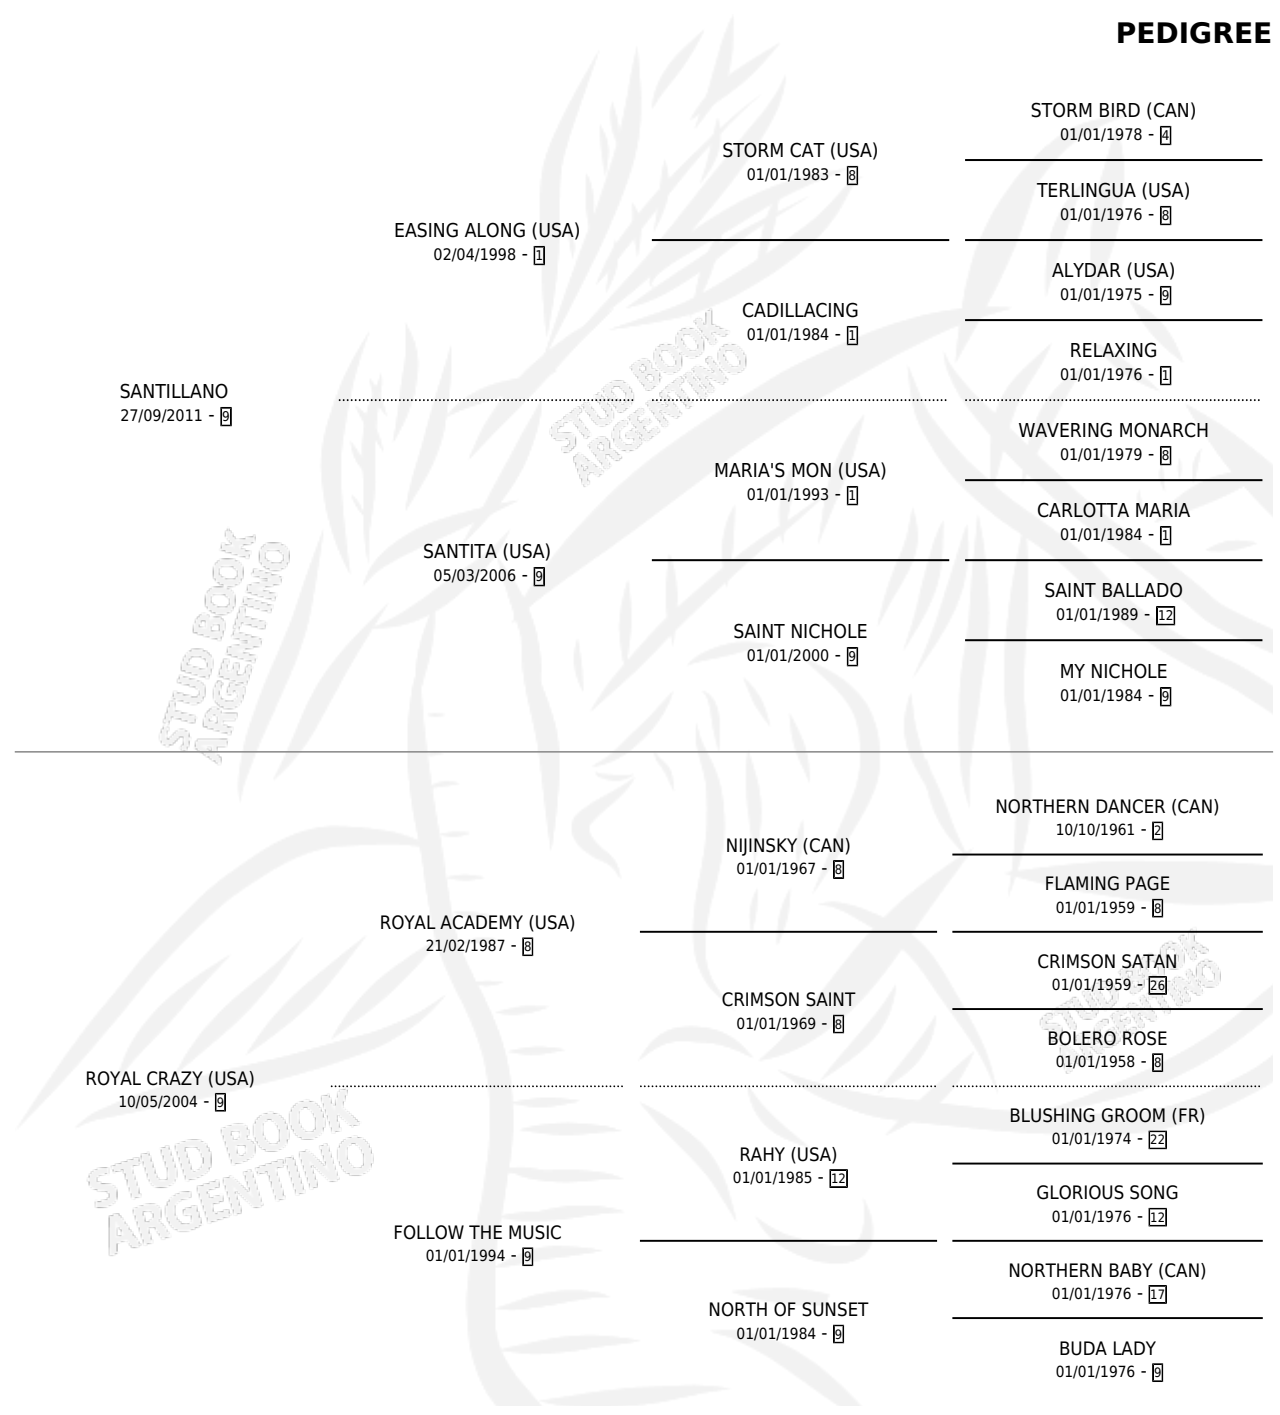 PEDIGREE
STORM BIRD (CAN)
01/01/1978 - 4
STORM CAT (USA)
01/01/1983 - 8
TERLINGUA (USA)
01/01/1976 - 8
EASING ALONG (USA)
02/04/1998 - 1
ALYDAR (USA)
01/01/1975 - 9
CADILLACING
01/01/1984 - 1
RELAXING
01/01/1976 - 1
SANTILLANO
27/09/2011 - 9
WAVERING MONARCH
01/01/1979 - 8
MARIA'S MON (USA)
01/01/1993 - 1
CARLOTTA MARIA
01/01/1984 - 1
SANTITA (USA)
05/03/2006 - 9
SAINT BALLADO
01/01/1989 - 12
SAINT NICHOLE
01/01/2000 - 9
MY NICHOLE
01/01/1984 - 9
NORTHERN DANCER (CAN)
10/10/1961 - 2
NIJINSKY (CAN)
01/01/1967 - 8
FLAMING PAGE
01/01/1959 - 8
ROYAL ACADEMY (USA)
21/02/1987 - 8
CRIMSON SATAN
01/01/1959 - 26
CRIMSON SAINT
01/01/1969 - 8
BOLERO ROSE
01/01/1958 - 8
ROYAL CRAZY (USA)
10/05/2004 - 9
BLUSHING GROOM (FR)
01/01/1974 - 22
RAHY (USA)
01/01/1985 - 12
GLORIOUS SONG
01/01/1976 - 12
FOLLOW THE MUSIC
01/01/1994 - 9
NORTHERN BABY (CAN)
01/01/1976 - 17
NORTH OF SUNSET
01/01/1984 - 9
BUDA LADY
01/01/1976 - 9
STUD BOOK
ARGENTINO
STUD BOOK
ARGENTINO
STUD BOOK
ARGENTINO
STUD BOOK
ARGENTINO